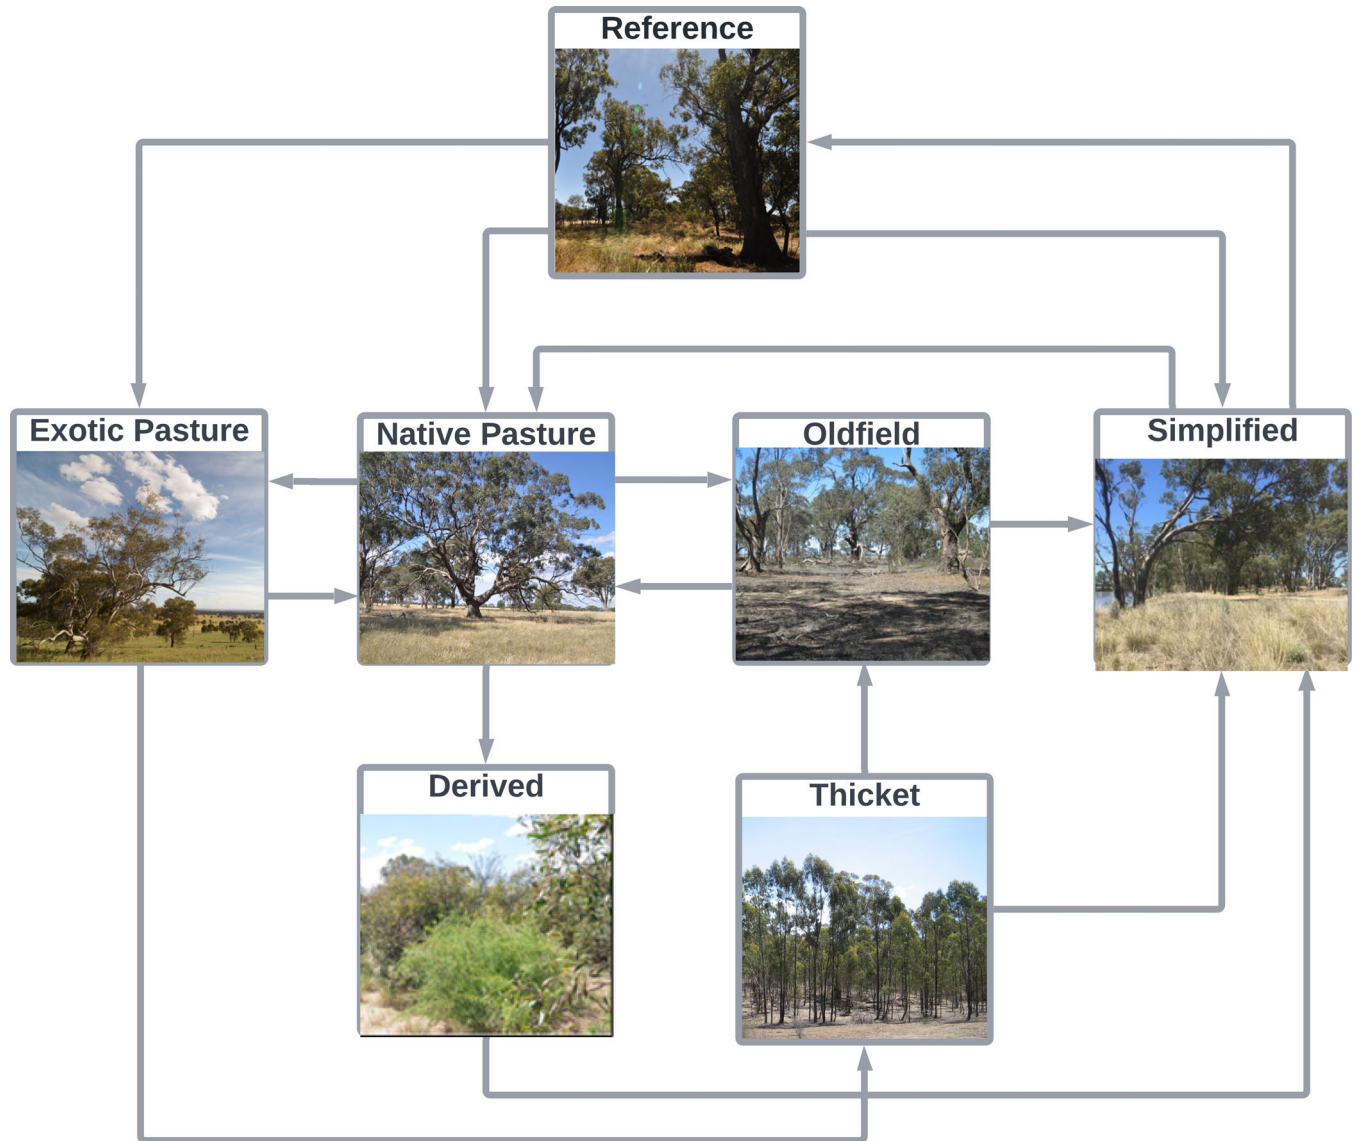 Reference
Exotic Pasture
Native Pasture
Oldfield
Simplified
Derived
Thicket